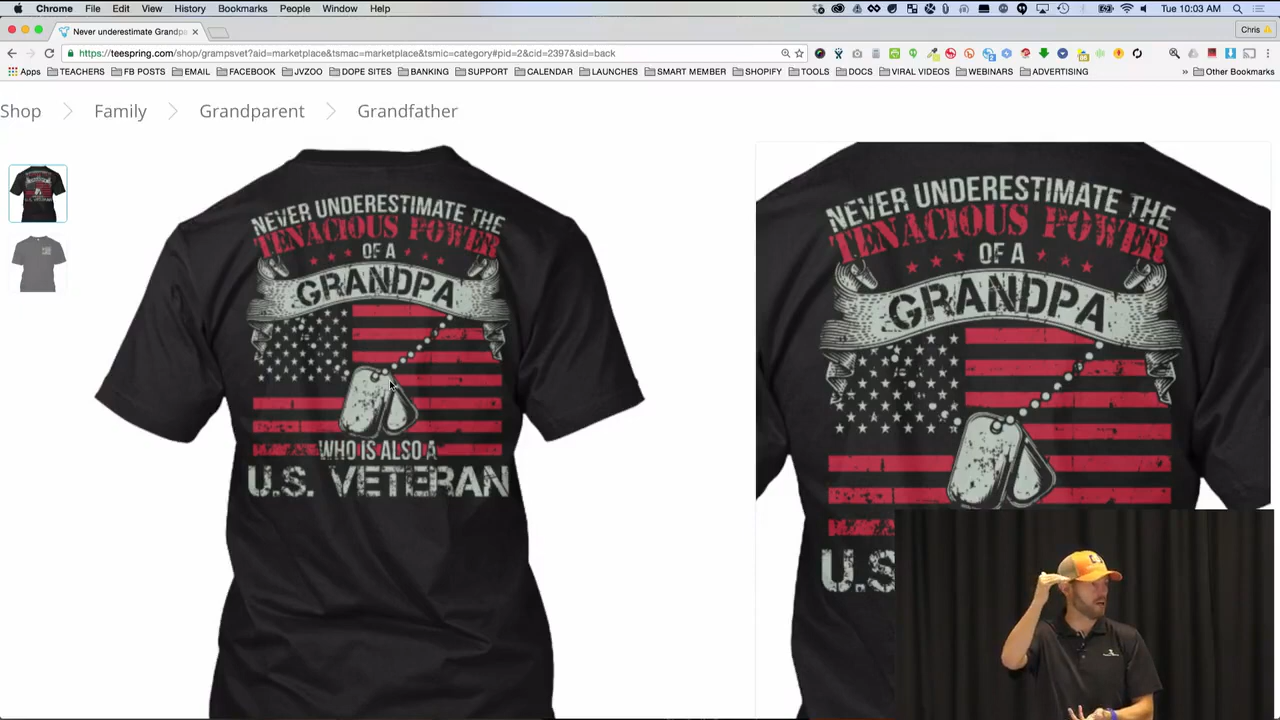 Chrome File Edit View History Bookmarks People Window Help
Tue 10:03 AM
Never underestimate Grandpa
Chris
https://teespring.com/shop/grampsvet?aid=marketplace&tsmac=marketplace&tsmic=category#pid=2&cid=2397&sid=back
Apps TEACHERS FB POSTS EMAIL FACEBOOK JVZOO DOPE SITES BANKING SUPPORT CALENDAR LAUNCHES SMART MEMBER SHOPIFY TOOLS DOCS VIRAL VIDEOS WEBINARS ADVERTISING » Other Bookmarks
Shop Family Grandparent Grandfather
NEVER UNDERESTIMATE THE
TENACIOUS POWER
OF A
GRANDPA
WHO IS ALSO A
U.S. VETERAN
NEVER UNDERESTIMATE THE
TENACIOUS POWER
OF A
GRANDPA
U.S